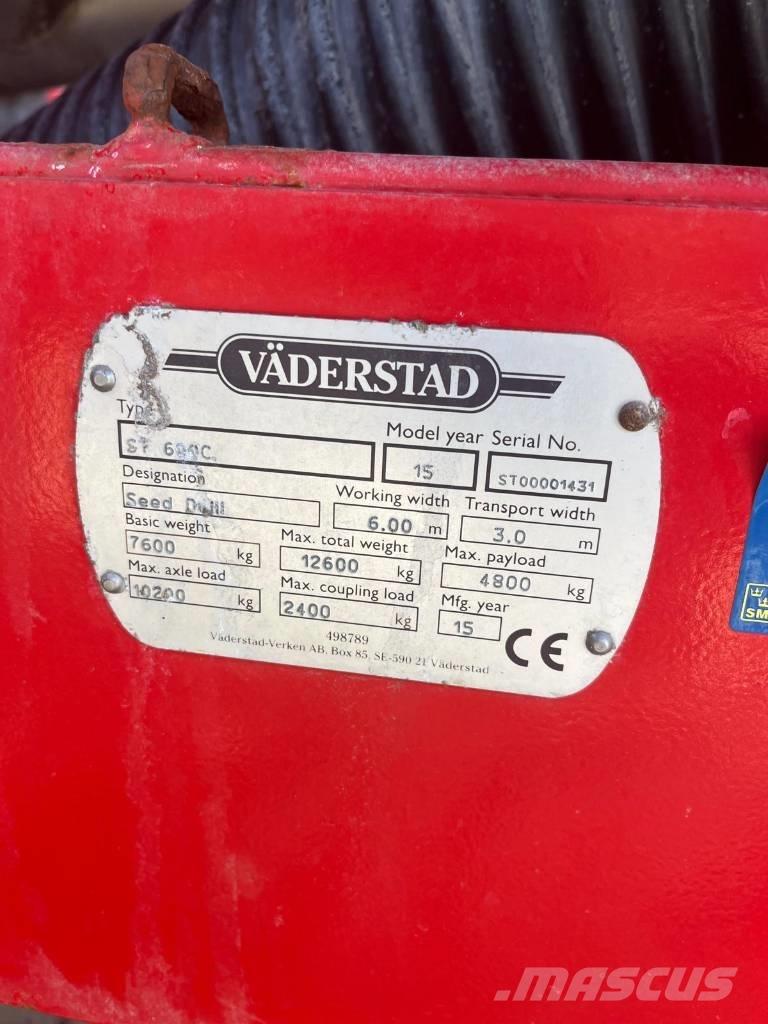 VÄDERSTAD
Type Model year Serial No.
ST 600C 15 ST00001431
Designation Working width Transport width
Seed Drill 6.00 m 3.0 m
Basic weight Max. total weight Max. payload
7600 kg 12600 kg 4800 kg
Max. axle load Max. coupling load Mfg. year
10200 kg 2400 kg 15
CE
498789
Väderstad-Verken AB, Box 85, SE-590 21 Väderstad
SM
MASCUS